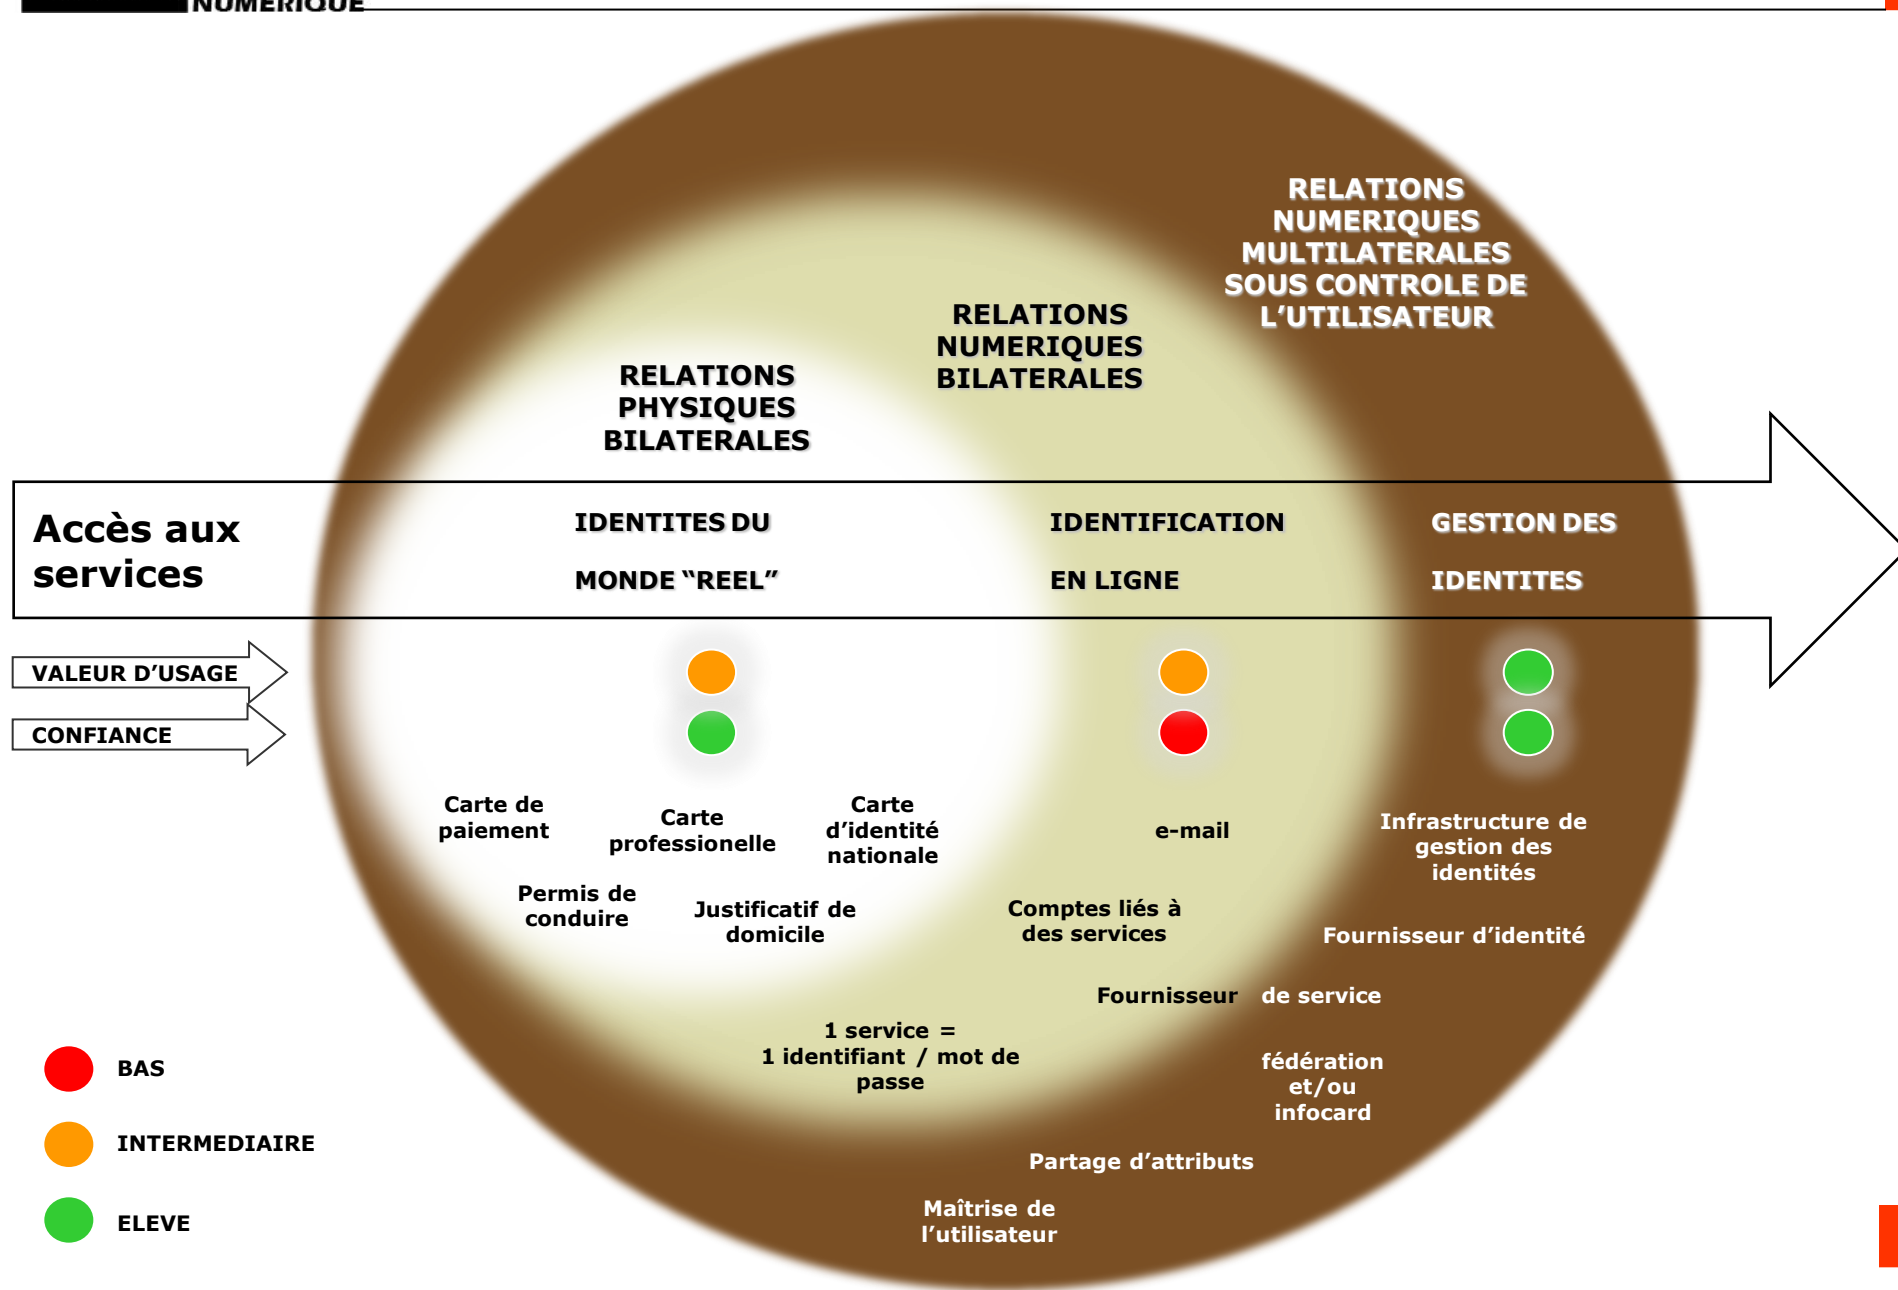 NUMERIQUE
RELATIONS
NUMERIQUES
MULTILATERALES
SOUS CONTROLE DE
L’UTILISATEUR
RELATIONS
NUMERIQUES
BILATERALES
RELATIONS
PHYSIQUES
BILATERALES
Accès aux
services
IDENTITES DU
MONDE “REEL”
IDENTIFICATION
EN LIGNE
GESTION DES
IDENTITES
VALEUR D’USAGE
CONFIANCE
Carte de
paiement
Carte
professionelle
Carte
d’identité
nationale
Permis de
conduire
Justificatif de
domicile
e-mail
Comptes liés à
des services
Infrastructure de
gestion des
identités
Fournisseur d’identité
Fournisseur de service
1 service =
1 identifiant / mot de
passe
fédération
et/ou
infocard
Partage d’attributs
Maîtrise de
l’utilisateur
BAS
INTERMEDIAIRE
ELEVE